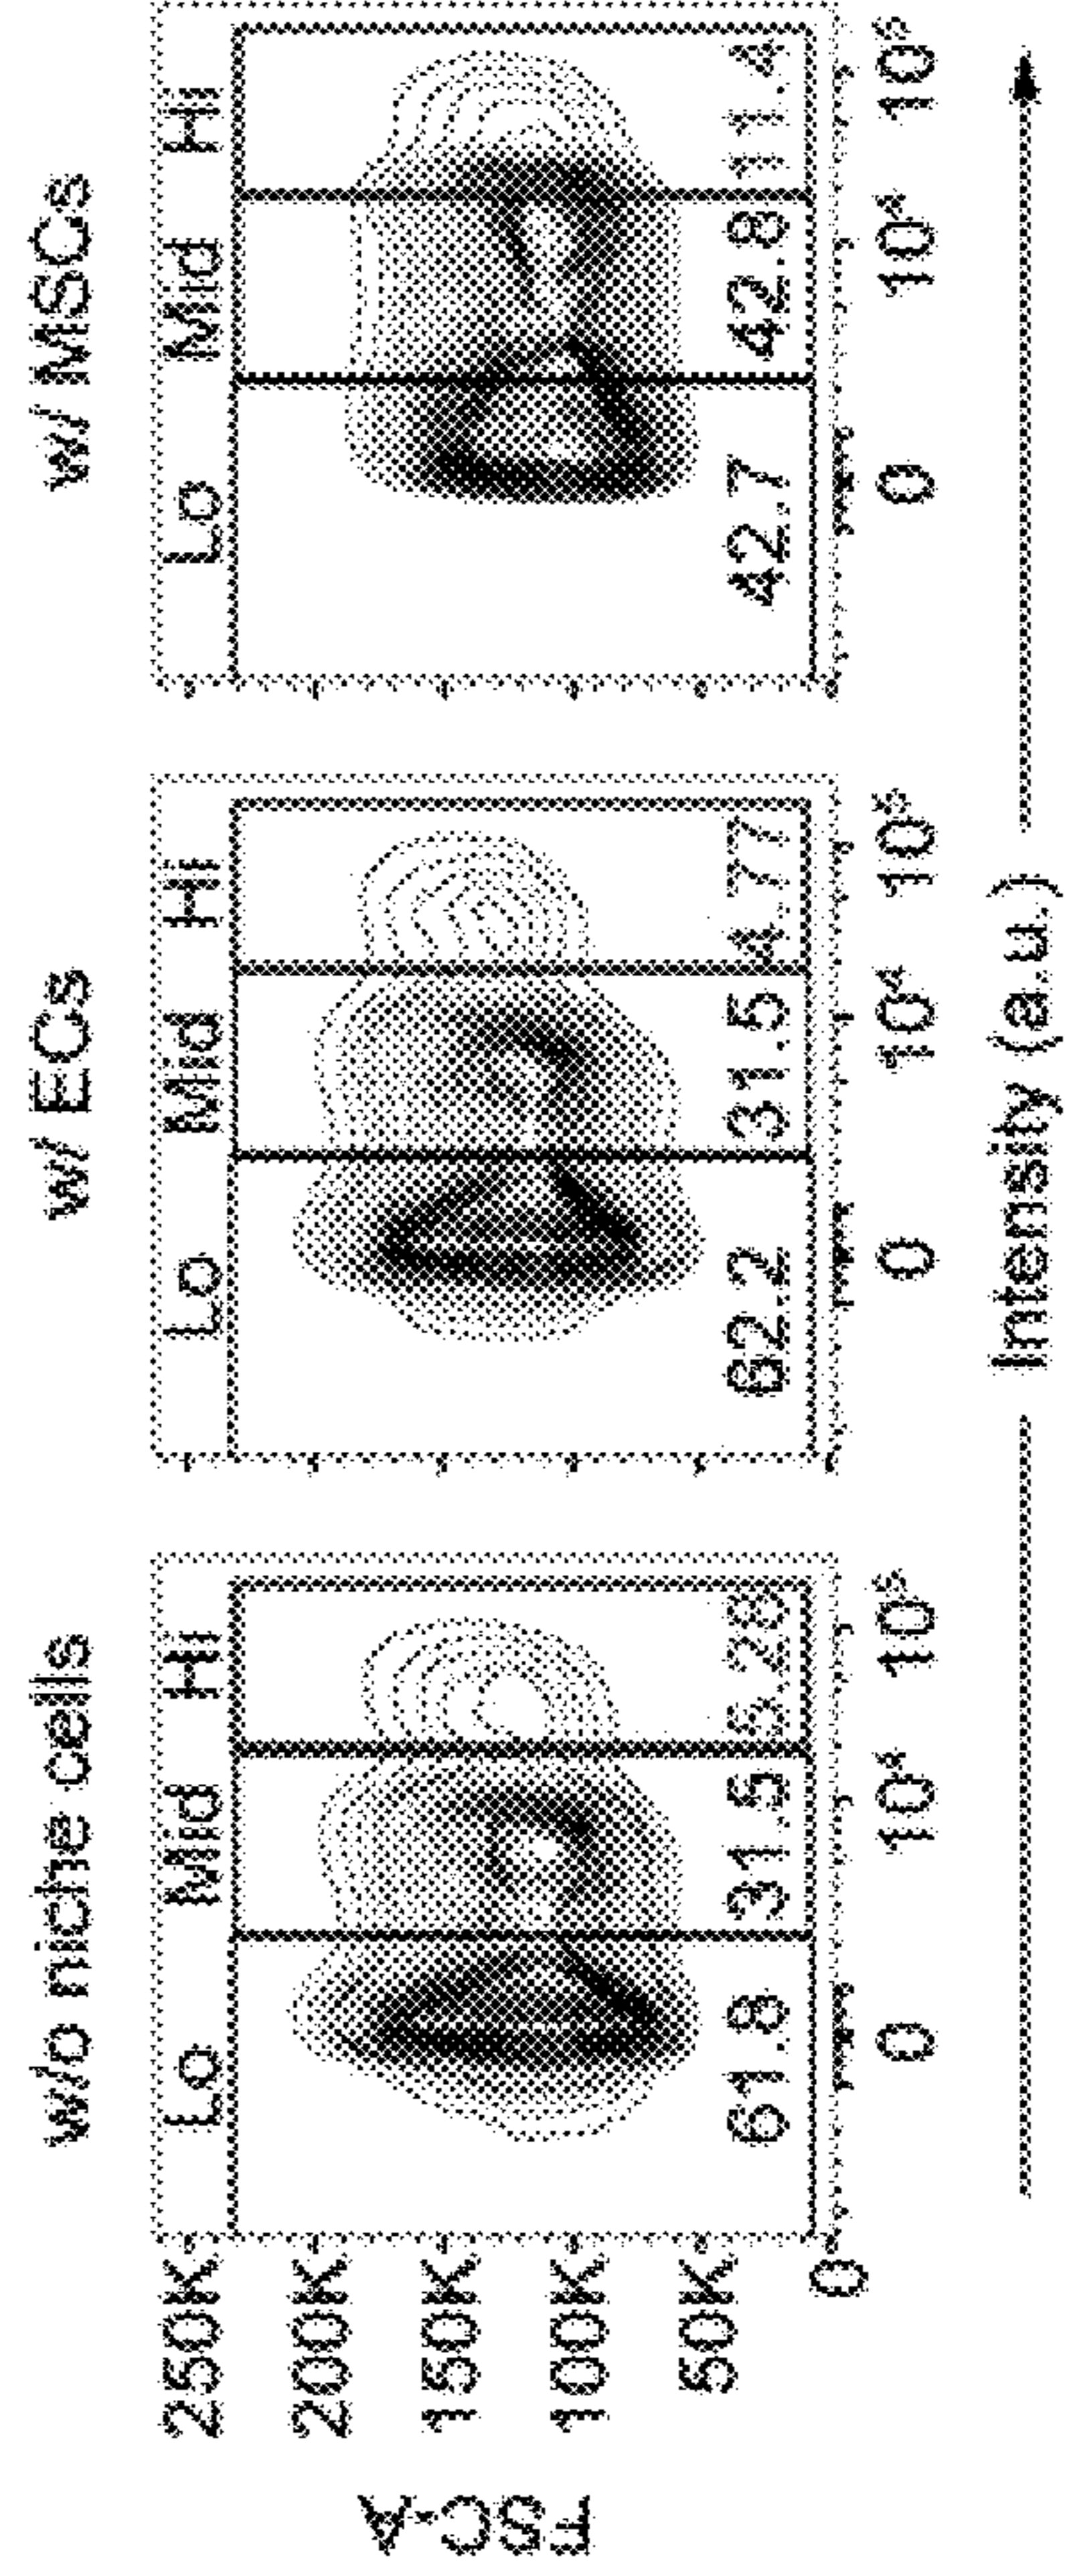 w/o niche cells
w/ ECs
w/ MSCs
Lo Mid Hi
Lo Mid Hi
Lo Mid Hi
250K
200K
150K
100K
50K
0
FSC-A
61.8 31.5 5.28
62.2 31.5 4.77
42.7 42.8 11.4
0 10⁴ 10⁵
0 10⁴ 10⁵
0 10⁴ 10⁵
Intensity (a.u.)